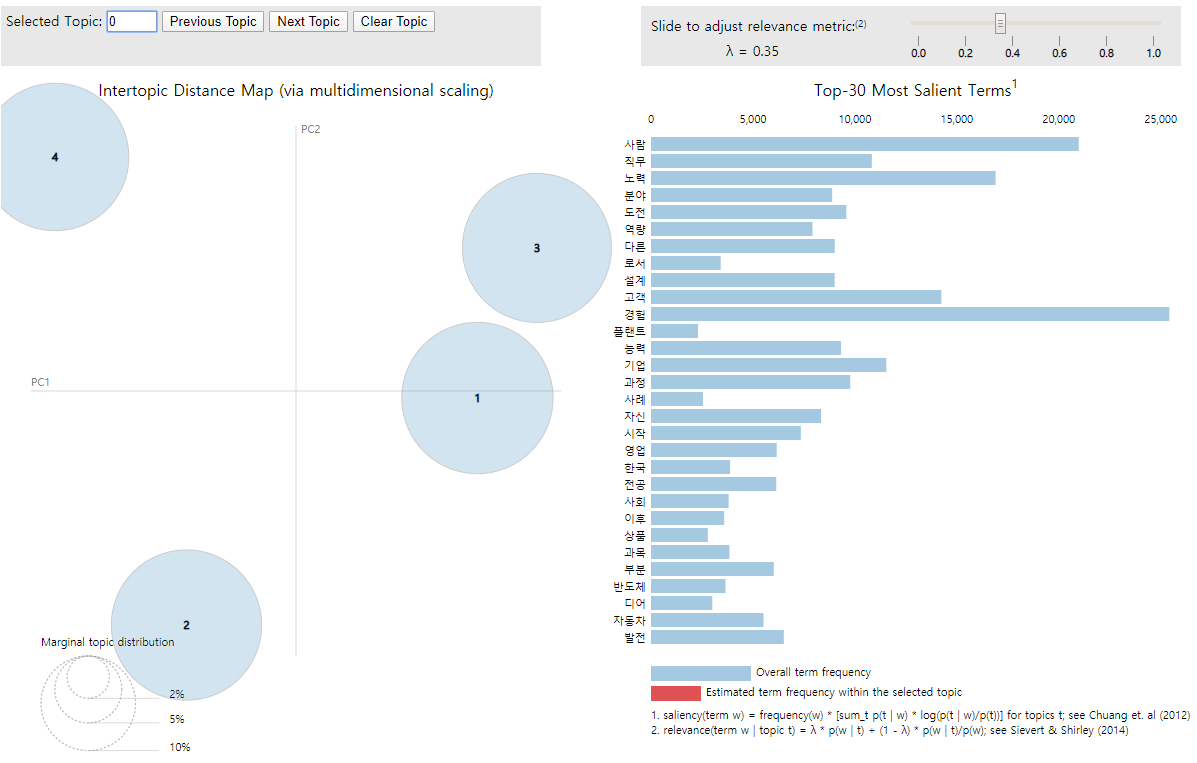 Selected Topic: 0 Previous Topic Next Topic Clear Topic
Slide to adjust relevance metric:(2)
λ = 0.35
0.0 0.2 0.4 0.6 0.8 1.0
Intertopic Distance Map (via multidimensional scaling)
PC2
PC1
4
3
1
2
Marginal topic distribution
2%
5%
10%
Top-30 Most Salient Terms1
0 5,000 10,000 15,000 20,000 25,000
사람
직무
노력
분야
도전
역량
다른
로서
설계
고객
경험
플랜트
능력
기업
과정
사례
자신
시작
영업
한국
전공
사회
이후
상품
과목
부분
반도체
디어
자동차
발전
Overall term frequency
Estimated term frequency within the selected topic
1. saliency(term w) = frequency(w) * [sum_t p(t | w) * log(p(t | w)/p(t))] for topics t; see Chuang et. al (2012)
2. relevance(term w | topic t) = λ * p(w | t) + (1 - λ) * p(w | t)/p(w); see Sievert & Shirley (2014)